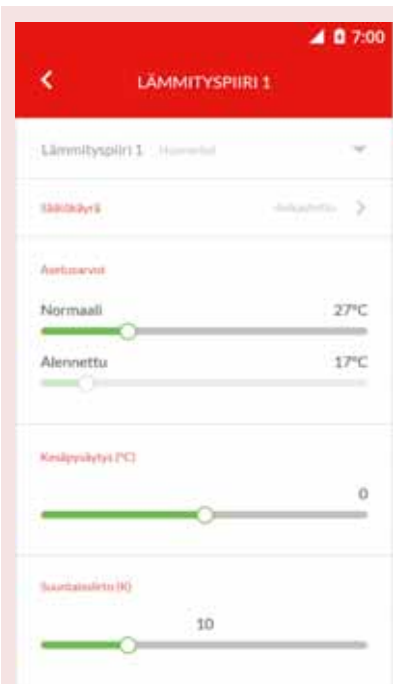 7:00
LÄMMITYSPIIRI 1
Lämmityspiiri 1
Säätökäyrä
Asetusarvot
Normaali 27°C
Alennettu 17°C
Kesäpysäytys (°C)
0
Suuntaissiirto (K)
10